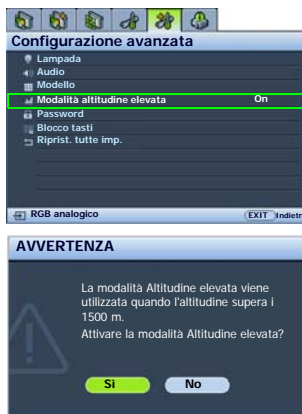 Configurazione avanzata
Lampada
Audio
Modello
Modalità altitudine elevata On
Password
Blocco tasti
Riprist. tutte imp.
RGB analogico EXIT Indietr
AVVERTENZA
La modalità Altitudine elevata viene
utilizzata quando l'altitudine supera i
1500 m.
Attivare la modalità Altitudine elevata?
Sì No